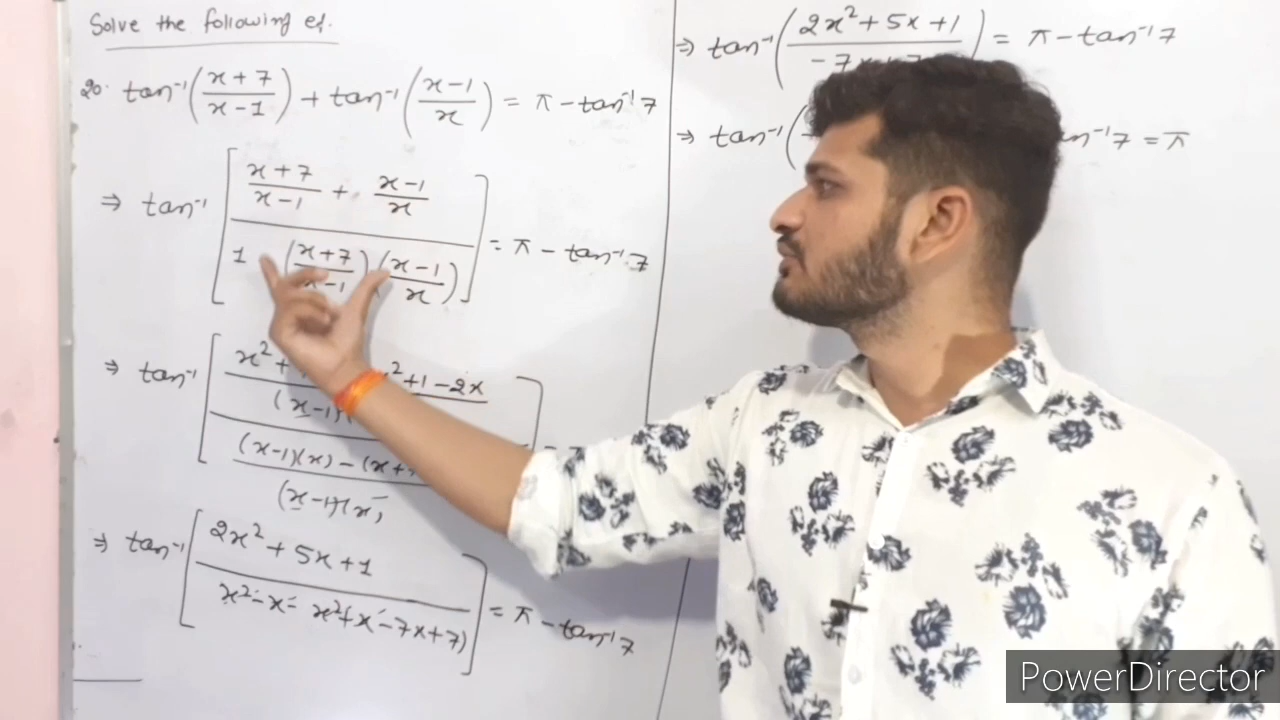 Solve the following eq.
20. tan⁻¹((x+7)/(x-1)) + tan⁻¹((x-1)/x) = π - tan⁻¹7
⇒ tan⁻¹[((x+7)/(x-1) + (x-1)/x)/(1 ((x+7)/(x-1))((x-1)/x))] = π - tan⁻¹7
⇒ tan⁻¹[(x²+ ²+1-2x)/((x-1)(
(x-1)(x) - (x+
(x-1)(x)
⇒ tan⁻¹[(2x²+5x+1)/(x²-x- x²+x-7x+7)] = π - tan⁻¹7
⇒ tan⁻¹((2x²+5x+1)/(-7x+7)) = π - tan⁻¹7
⇒ tan⁻¹( n⁻¹7 = π
PowerDirector